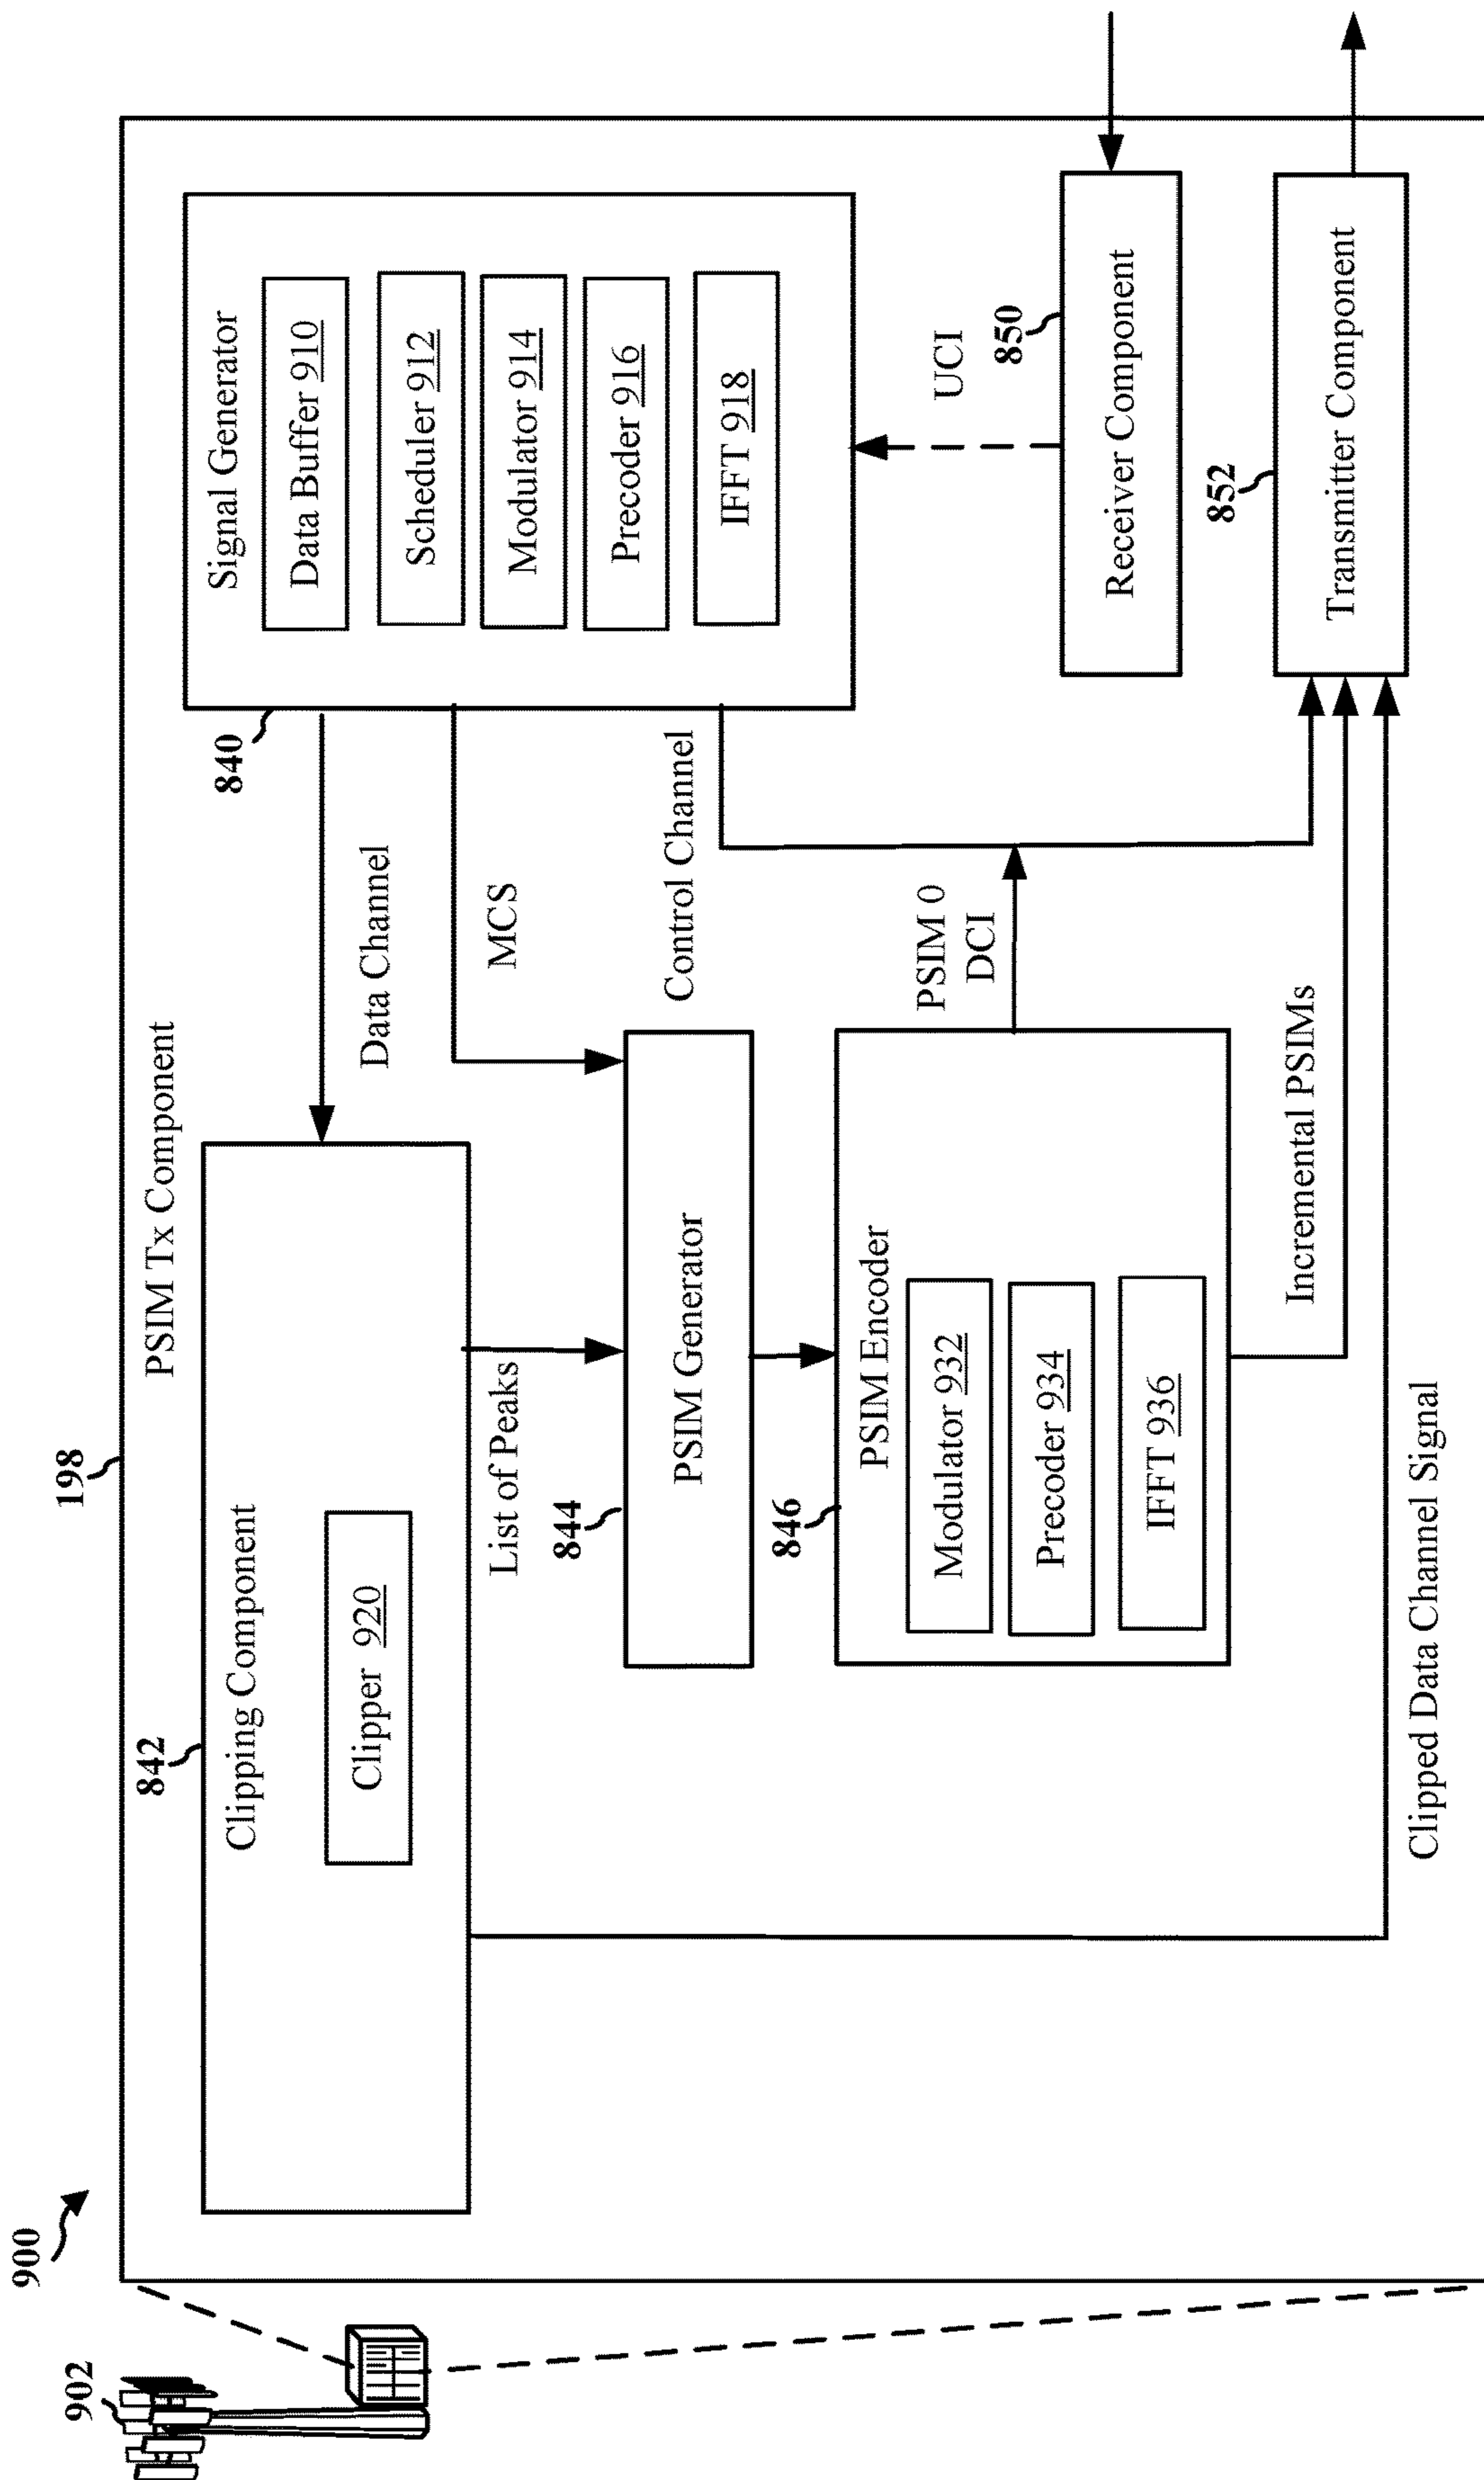 900
902
198
PSIM Tx Component
842
Clipping Component
Clipper 920
Data Channel
840
Signal Generator
Data Buffer 910
Scheduler 912
Modulator 914
Precoder 916
IFFT 918
MCS
List of Peaks
844
PSIM Generator
Control Channel
846
PSIM Encoder
Modulator 932
Precoder 934
IFFT 936
PSIM 0
DCI
UCI
850
Receiver Component
852
Transmitter Component
Incremental PSIMs
Clipped Data Channel Signal